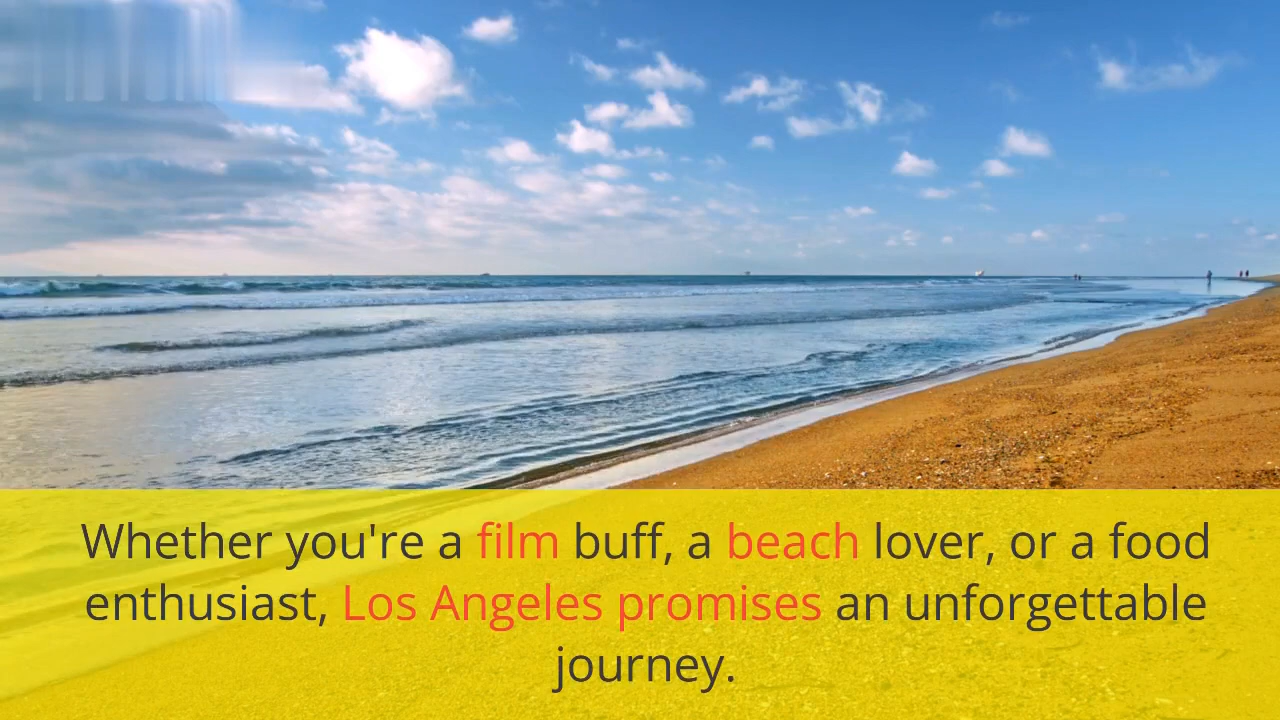 Whether you're a film buff, a beach lover, or a food
enthusiast, Los Angeles promises an unforgettable
journey.